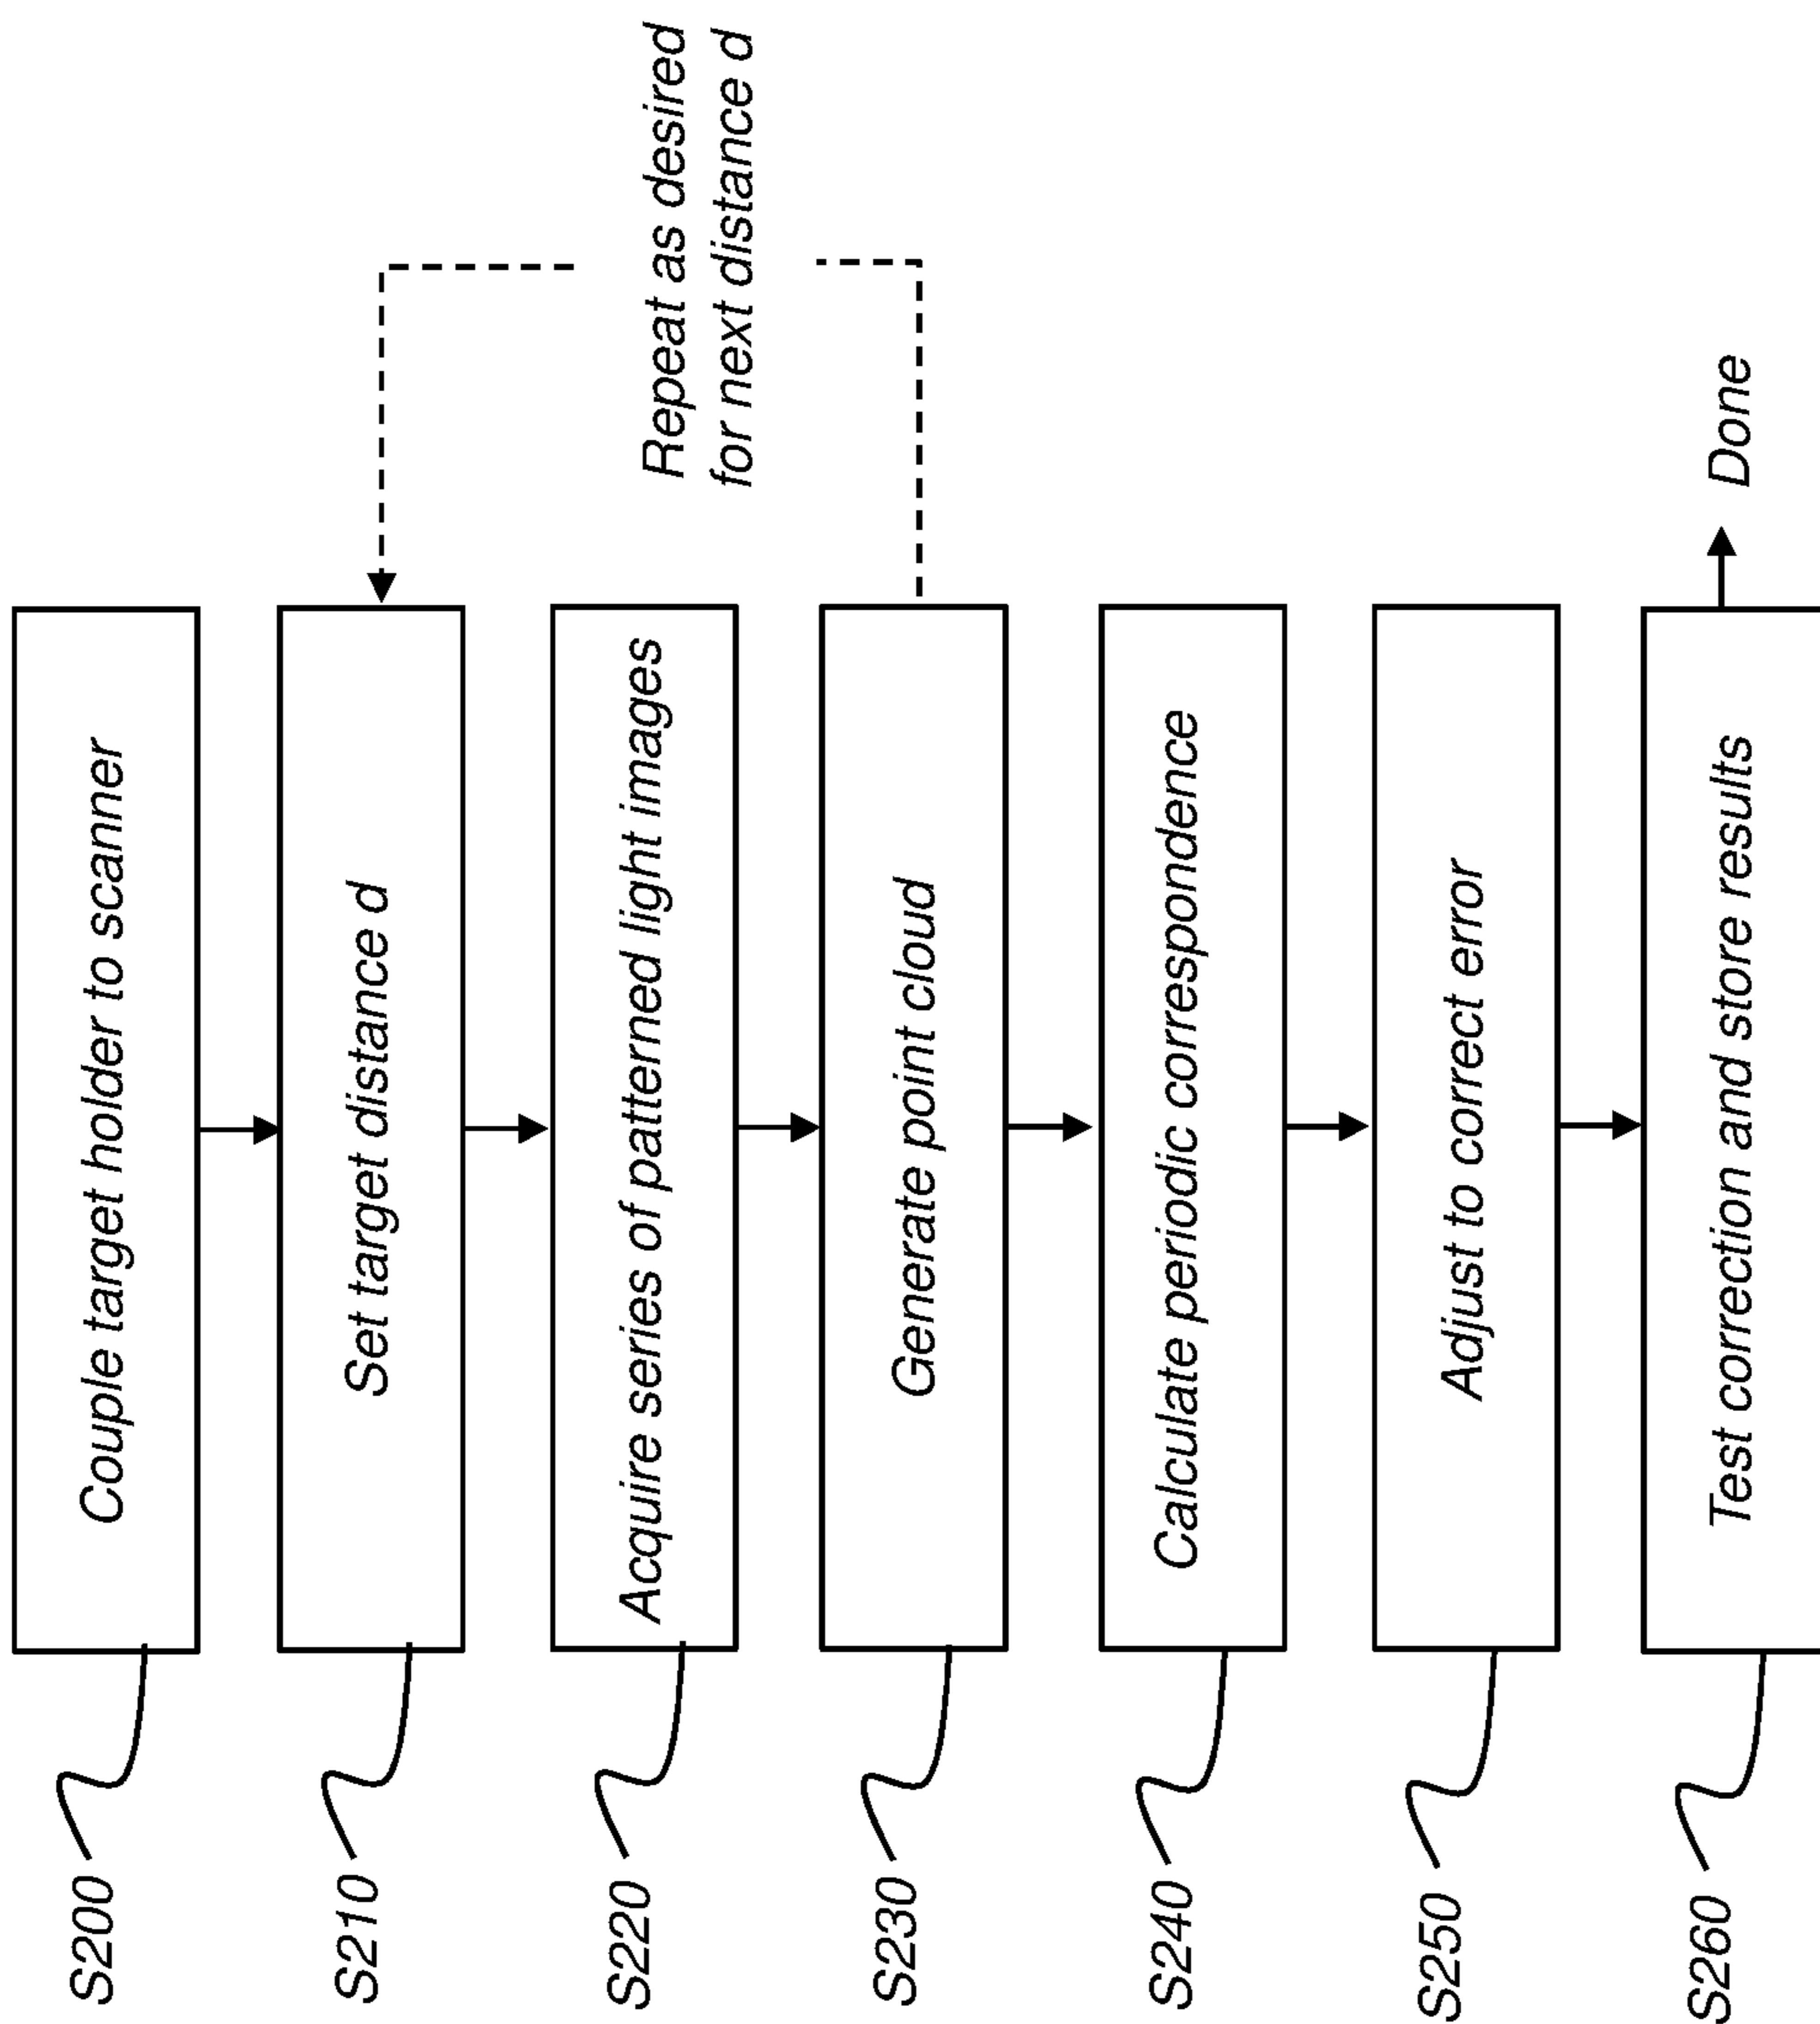 S200
Couple target holder to scanner
S210
Set target distance d
S220
Acquire series of patterned light images
Repeat as desired
for next distance d
S230
Generate point cloud
S240
Calculate periodic correspondence
S250
Adjust to correct error
S260
Test correction and store results
Done